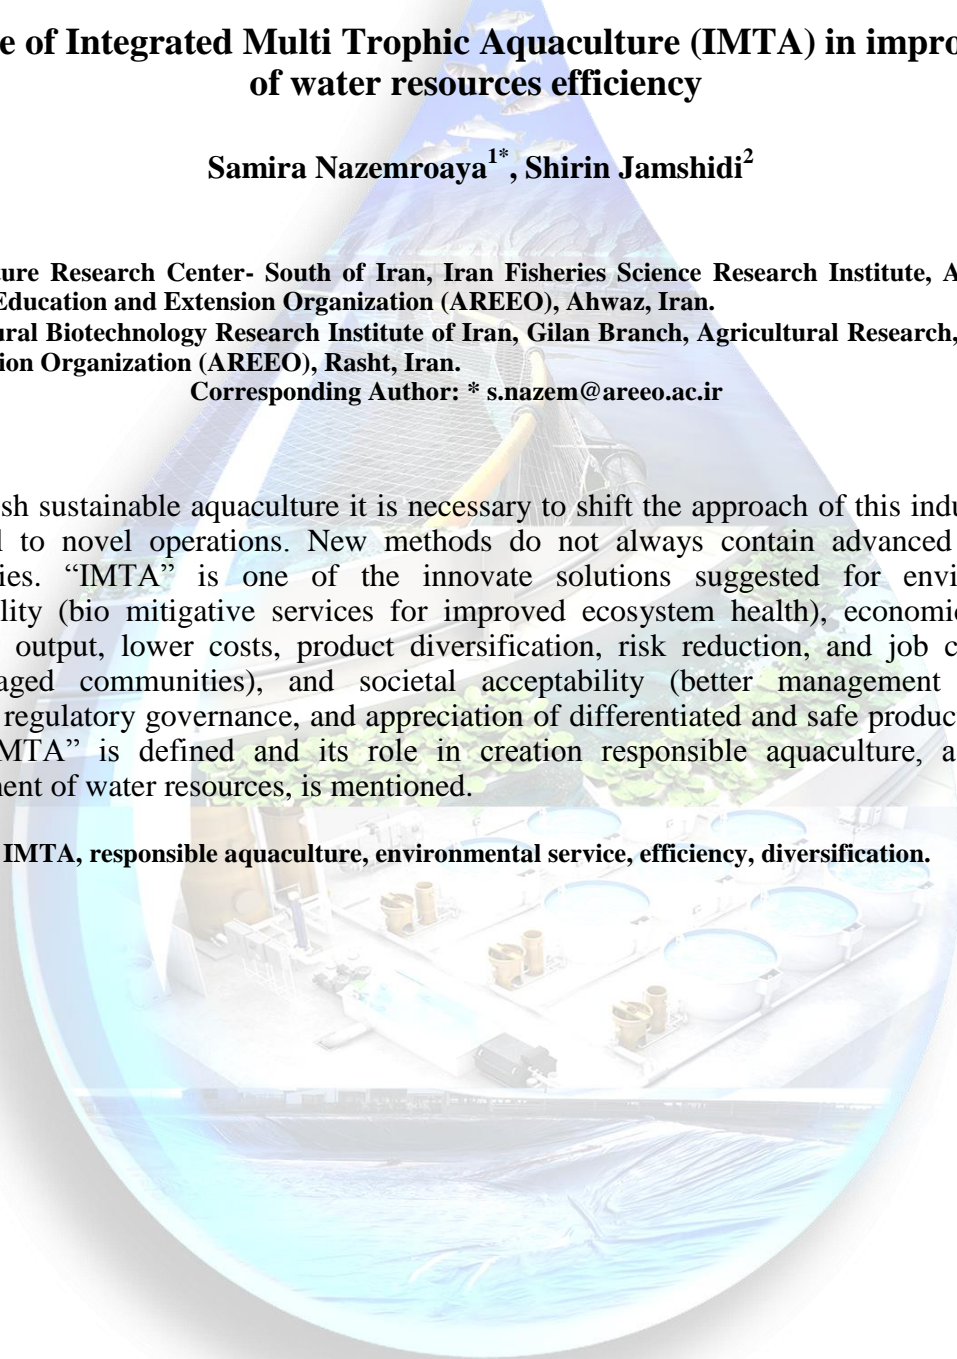 e of Integrated Multi Trophic Aquaculture (IMTA) in impro
of water resources efficiency
Samira Nazemroaya1*, Shirin Jamshidi2
ture Research Center- South of Iran, Iran Fisheries Science Research Institute, A
Education and Extension Organization (AREEO), Ahwaz, Iran.
ural Biotechnology Research Institute of Iran, Gilan Branch, Agricultural Research,
ion Organization (AREEO), Rasht, Iran.
Corresponding Author: * s.nazem@areeo.ac.ir
sh sustainable aquaculture it is necessary to shift the approach of this indu
l to novel operations. New methods do not always contain advanced
ies. “IMTA” is one of the innovate solutions suggested for envi
lity (bio mitigative services for improved ecosystem health), economic
output, lower costs, product diversification, risk reduction, and job c
aged communities), and societal acceptability (better management
regulatory governance, and appreciation of differentiated and safe produc
MTA” is defined and its role in creation responsible aquaculture, a
ment of water resources, is mentioned.
IMTA, responsible aquaculture, environmental service, efficiency, diversification.